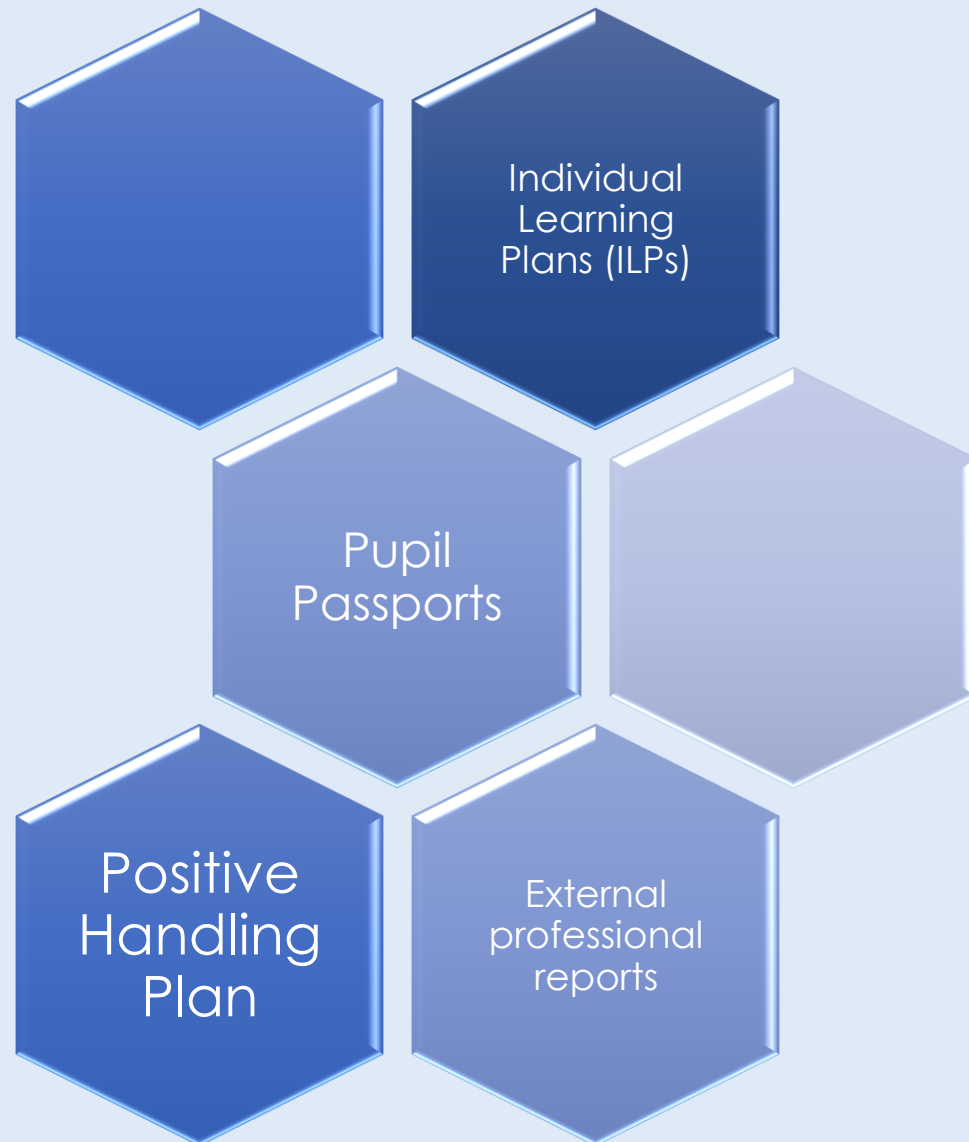 Individual
Learning
Plans (ILPs)
Pupil
Passports
Positive
Handling
Plan
External
professional
reports